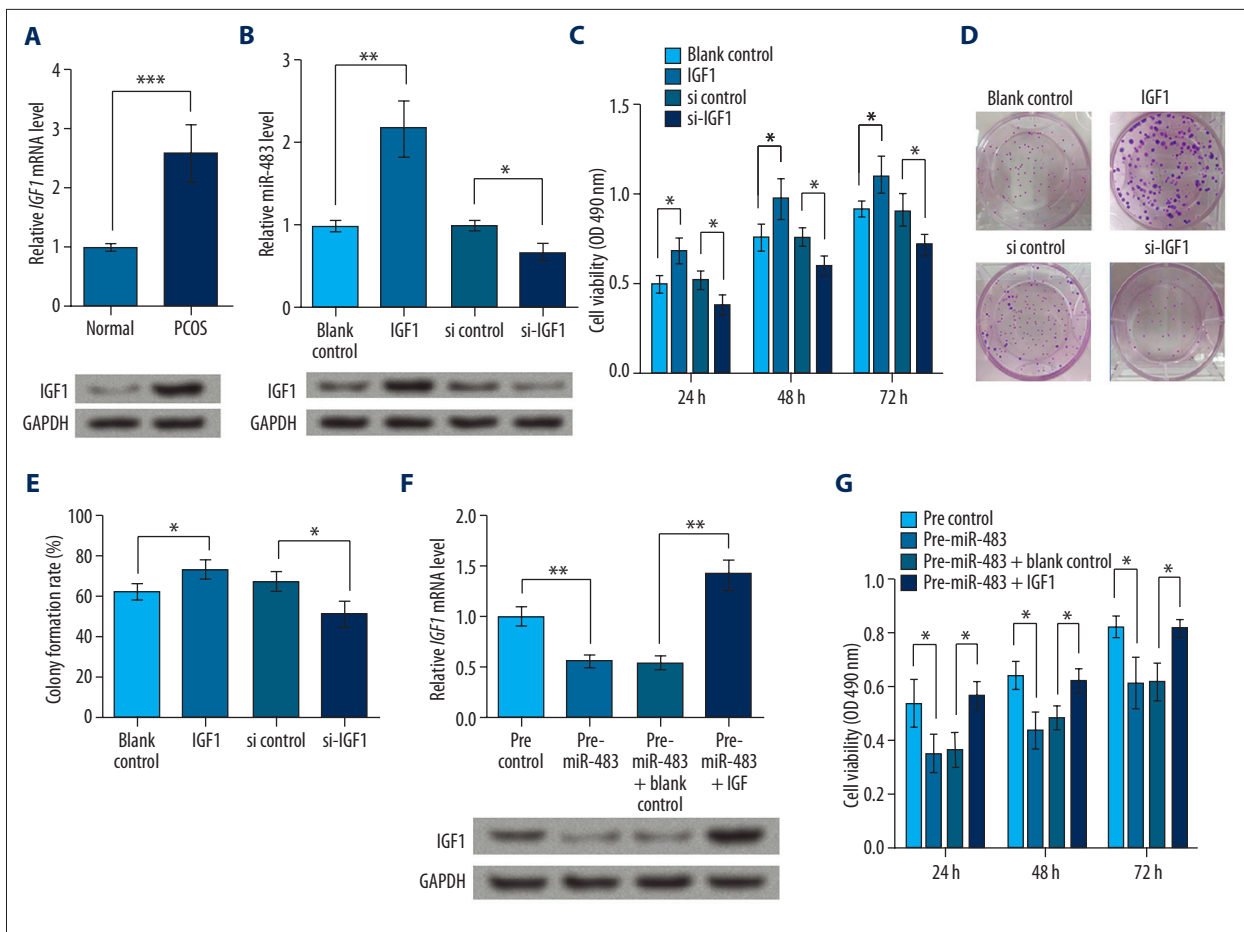 A
Relative IGF1 mRNA level
4
3
2
1
0
***
Normal
PCOS
IGF1
GAPDH
B
Relative miR-483 level
3
2
1
0
**
*
Blank
control
IGF1
si control
si-IGF1
IGF1
GAPDH
C
Blank control
IGF1
si control
si-IGF1
Cell viability (OD 490 nm)
1.5
1.0
0.5
0.0
*
*
*
*
*
*
24 h
48 h
72 h
D
Blank control
IGF1
si control
si-IGF1
E
Colony formation rate (%)
100
80
60
40
20
0
*
*
Blank
control
IGF1
si control
si-IGF1
F
Relative IGF1 mRNA level
2.0
1.5
1.0
0.5
0.0
**
**
Pre
control
Pre-
miR-483
Pre-
miR-483
+ blank
control
Pre-
miR-483
+ IGF
IGF1
GAPDH
G
Pre control
Pre-miR-483
Pre-miR-483 + blank control
Pre-miR-483 + IGF1
Cell viability (OD 490 nm)
1.0
0.8
0.6
0.4
0.2
0.0
*
*
*
*
*
*
24 h
48 h
72 h